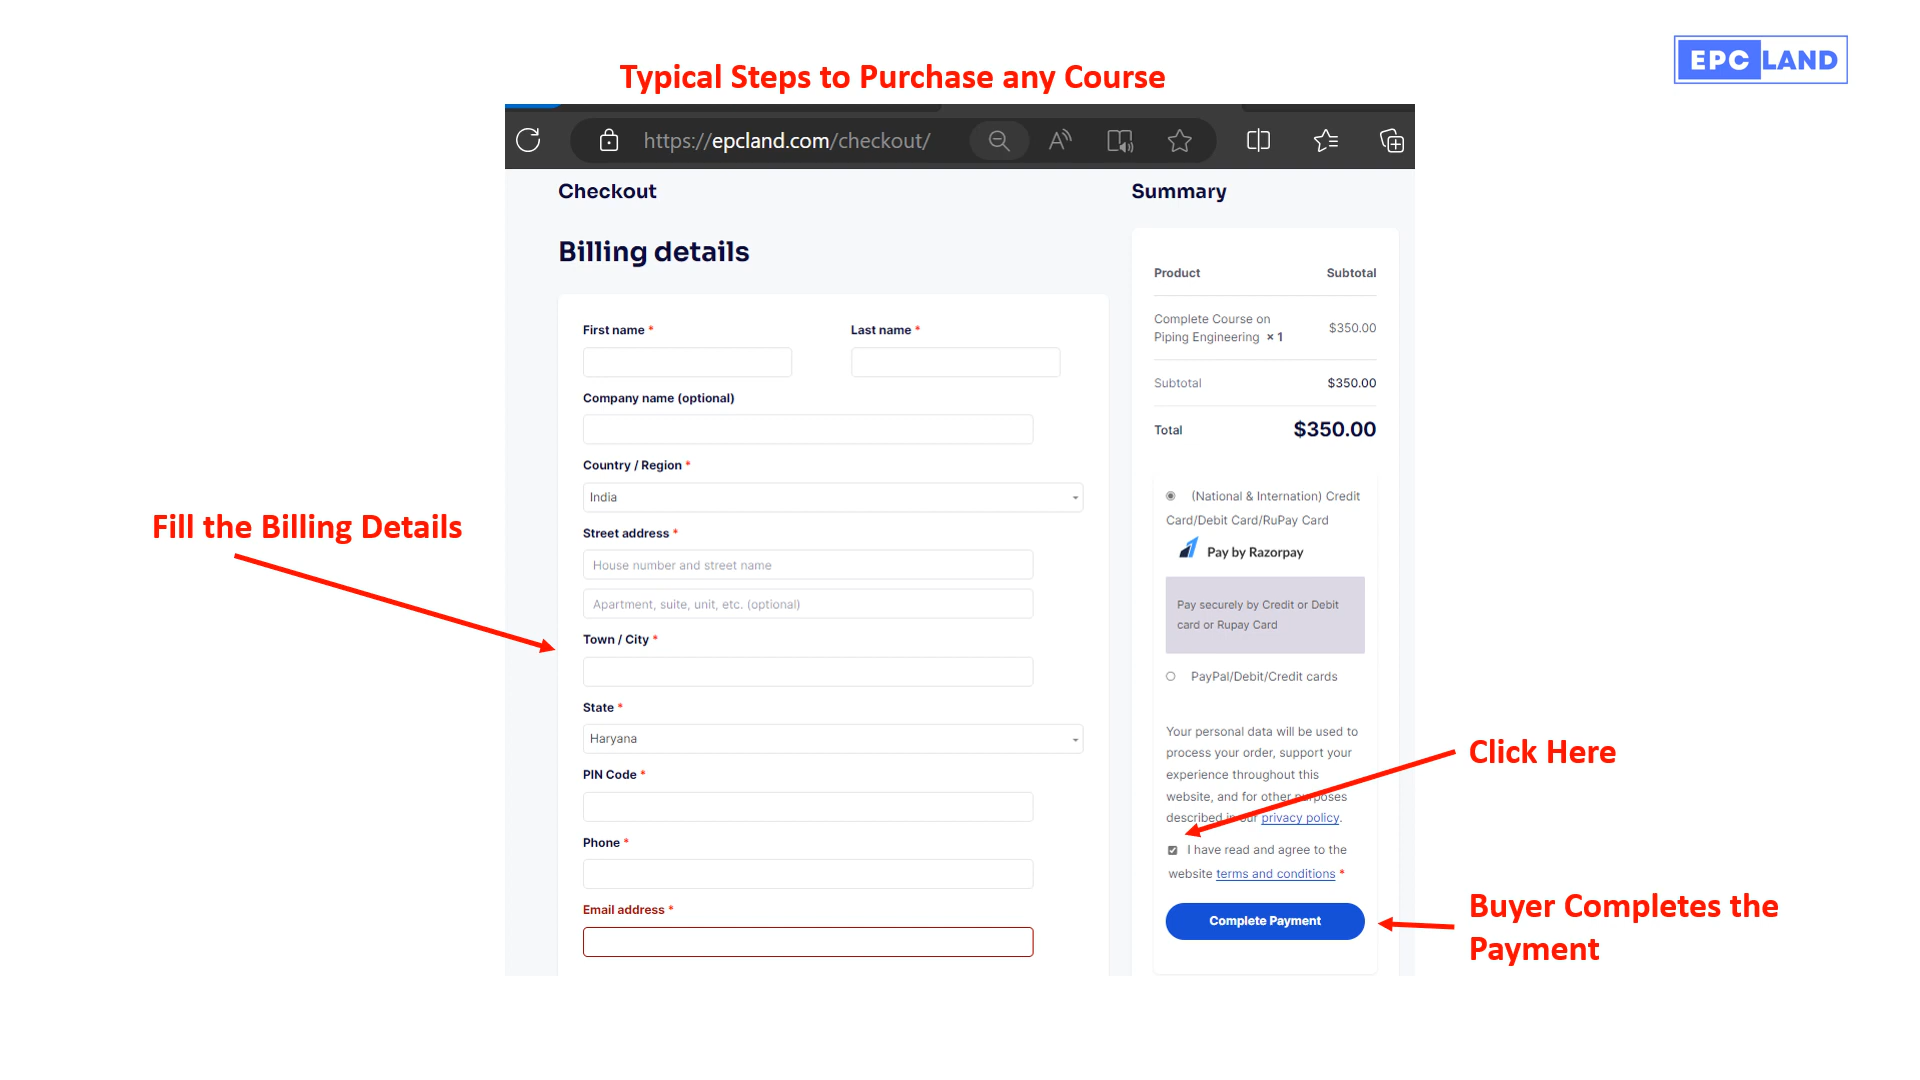 Typical Steps to Purchase any Course
EPC LAND
https://epcland.com/checkout/
Checkout
Billing details
First name *
Last name *
Company name (optional)
Country / Region *
India
Street address *
House number and street name
Apartment, suite, unit, etc. (optional)
Town / City *
State *
Haryana
PIN Code *
Phone *
Email address *
Summary
Product Subtotal
Complete Course on
Piping Engineering × 1
$350.00
Subtotal $350.00
Total $350.00
(National & Internation) Credit
Card/Debit Card/RuPay Card
Pay by Razorpay
Pay securely by Credit or Debit
card or Rupay Card
PayPal/Debit/Credit cards
Your personal data will be used to
process your order, support your
experience throughout this
website, and for other purposes
described in our privacy policy.
I have read and agree to the
website terms and conditions *
Complete Payment
Fill the Billing Details
Click Here
Buyer Completes the
Payment